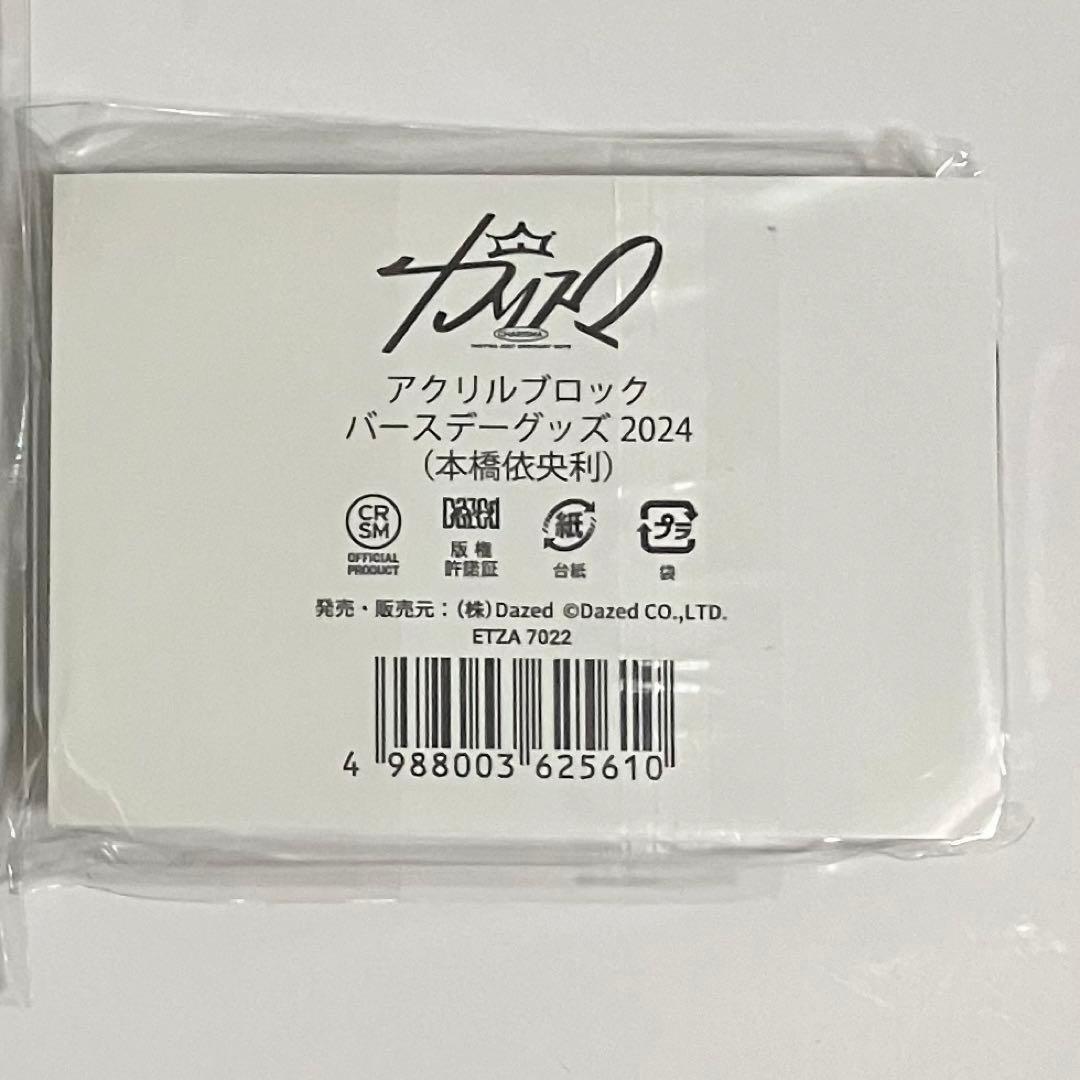 カリスマ
CHARISMA
アクリルブロック
バースデーグッズ 2024
（本橋依央利）
CR
SM
OFFICIAL
PRODUCT
Dazed
版権
許諾証
紙
台紙
プラ
袋
発売・販売元：（株）Dazed ©Dazed CO.,LTD.
ETZA 7022
4 988003 625610